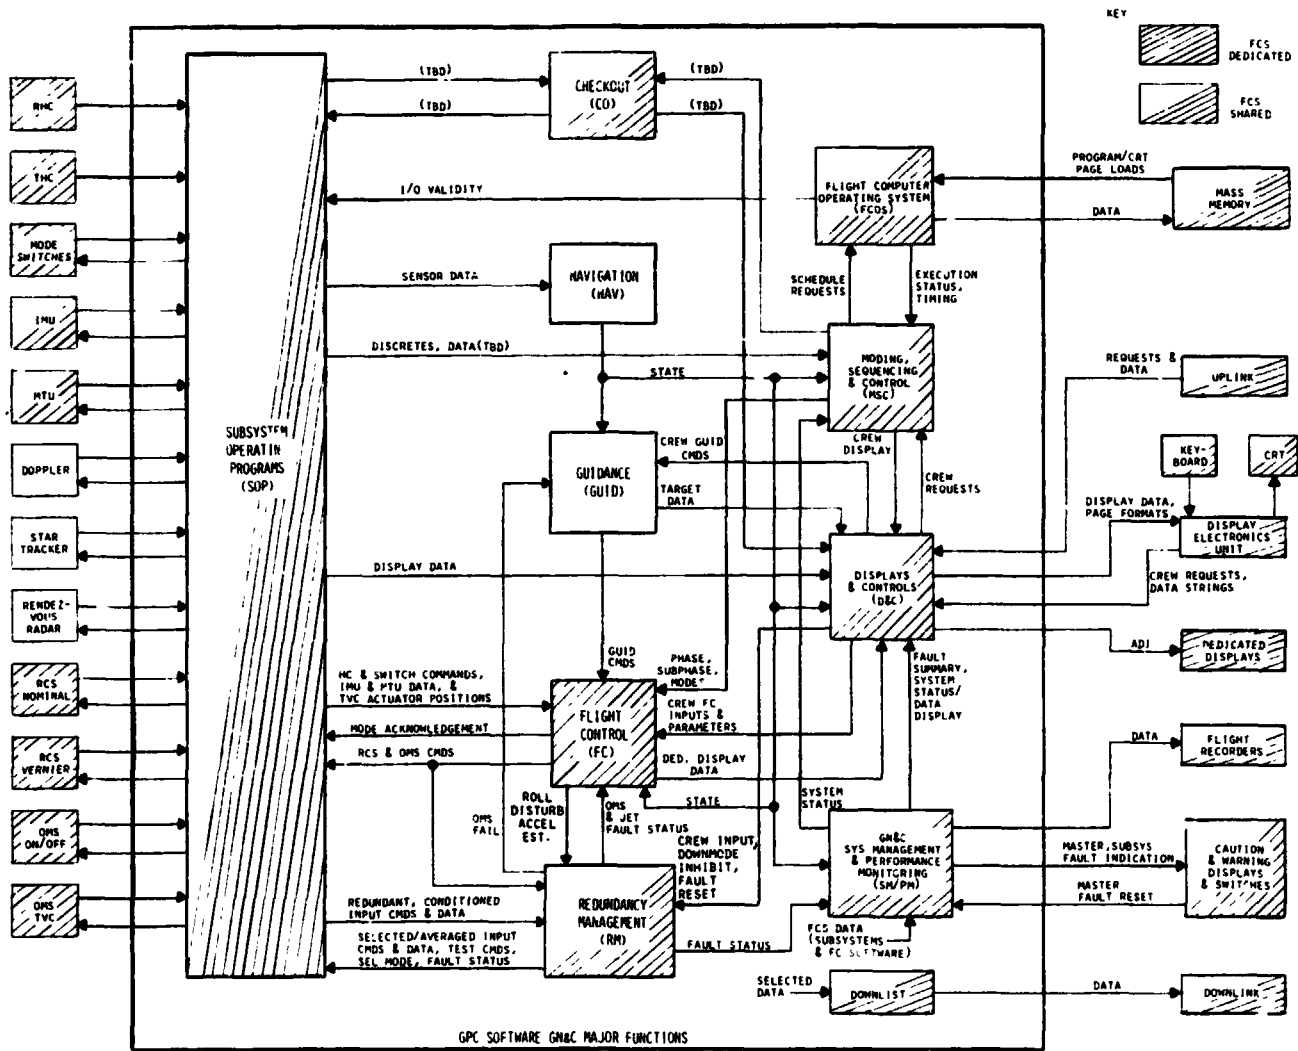 KEY
FCS
DEDICATED
FCS
SHARED
RHC
THC
MODE
SWITCHES
IMU
MTU
DOPPLER
STAR
TRACKER
RENDEZ-
VOUS
RADAR
RCS
NOMINAL
RCS
VERNIER
OMS
ON/OFF
OMS
TVC
SUBSYSTEM
OPERATIN
PROGRAMS
(SOP)
(TBD)
(TBD)
CHECKOUT
(CO)
(TBD)
(TBD)
I/O VALIDITY
FLIGHT COMPUTER
OPERATING SYSTEM
(FCOS)
PROGRAM/CRT
PAGE LOADS
DATA
MASS
MEMORY
SENSOR DATA
NAVIGATION
(NAV)
SCHEDULE
REQUESTS
EXECUTION
STATUS,
TIMING
DISCRETES, DATA(TBD)
STATE
MODING,
SEQUENCING
& CONTROL
(MSC)
REQUESTS &
DATA
UPLINK
CREW GUID
CMDS
CREW
DISPLAY
CREW
REQUESTS
GUIDANCE
(GUID)
TARGET
DATA
KEY-
BOARD
CRT
DISPLAY DATA,
PAGE FORMATS
DISPLAY
ELECTRONICS
UNIT
CREW REQUESTS,
DATA STRINGS
DISPLAY DATA
DISPLAYS
& CONTROLS
(D&C)
ADI
DEDICATED
DISPLAYS
GUID
CMDS
PHASE,
SUBPHASE,
MODE
FAULT
SUMMARY,
SYSTEM
STATUS/
DATA
DISPLAY
HC & SWITCH COMMANDS,
IMU & MTU DATA, &
TVC ACTUATOR POSITIONS
CREW FC
INPUTS &
PARAMETERS
MODE ACKNOWLEDGEMENT
FLIGHT
CONTROL
(FC)
RCS & OMS CMDS
DED. DISPLAY
DATA
DATA
FLIGHT
RECORDERS
STATE
SYSTEM
STATUS
OMS
FAIL
ROLL
DISTURB
ACCEL
EST.
OMS
& JET
FAULT STATUS
CREW INPUT,
DOWNMODE
INHIBIT,
FAULT
RESET
GN&C
SYS MANAGEMENT
& PERFORMANCE
MONITRING
(SM/PM)
MASTER,SUBSYS
FAULT INDICATION
MASTER
FAULT RESET
CAUTION
& WARNING
DISPLAYS
& SWITCHES
REDUNDANT, CONDITIONED
INPUT CMDS & DATA
REDUNDANCY
MANAGEMENT
(RM)
SELECTED/AVERAGED INPUT
CMDS & DATA, TEST CMDS,
SEL MODE, FAULT STATUS
FAULT STATUS
FCS DATA
(SUBSYSTEMS
& FC SOFTWARE)
SELECTED
DATA
DOWNLIST
DATA
DOWNLINK
GPC SOFTWARE GN&C MAJOR FUNCTIONS